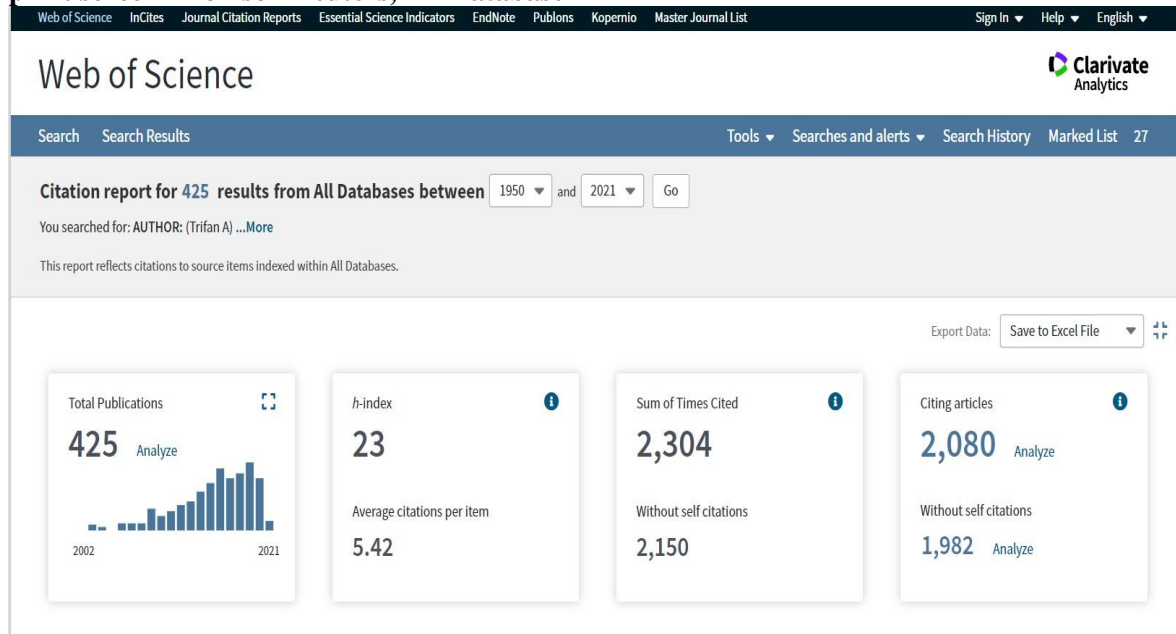 Web of Science InCites Journal Citation Reports Essential Science Indicators EndNote Publons Kopernio Master Journal List Sign In Help English
Web of Science
Clarivate
Analytics
Search Search Results Tools Searches and alerts Search History Marked List 27
Citation report for 425 results from All Databases between 1950 and 2021 Go
You searched for: AUTHOR: (Trifan A) ...More
This report reflects citations to source items indexed within All Databases.
Export Data: Save to Excel File
Total Publications
425 Analyze
2002 2021
h-index
23
Average citations per item
5.42
Sum of Times Cited
2,304
Without self citations
2,150
Citing articles
2,080 Analyze
Without self citations
1,982 Analyze